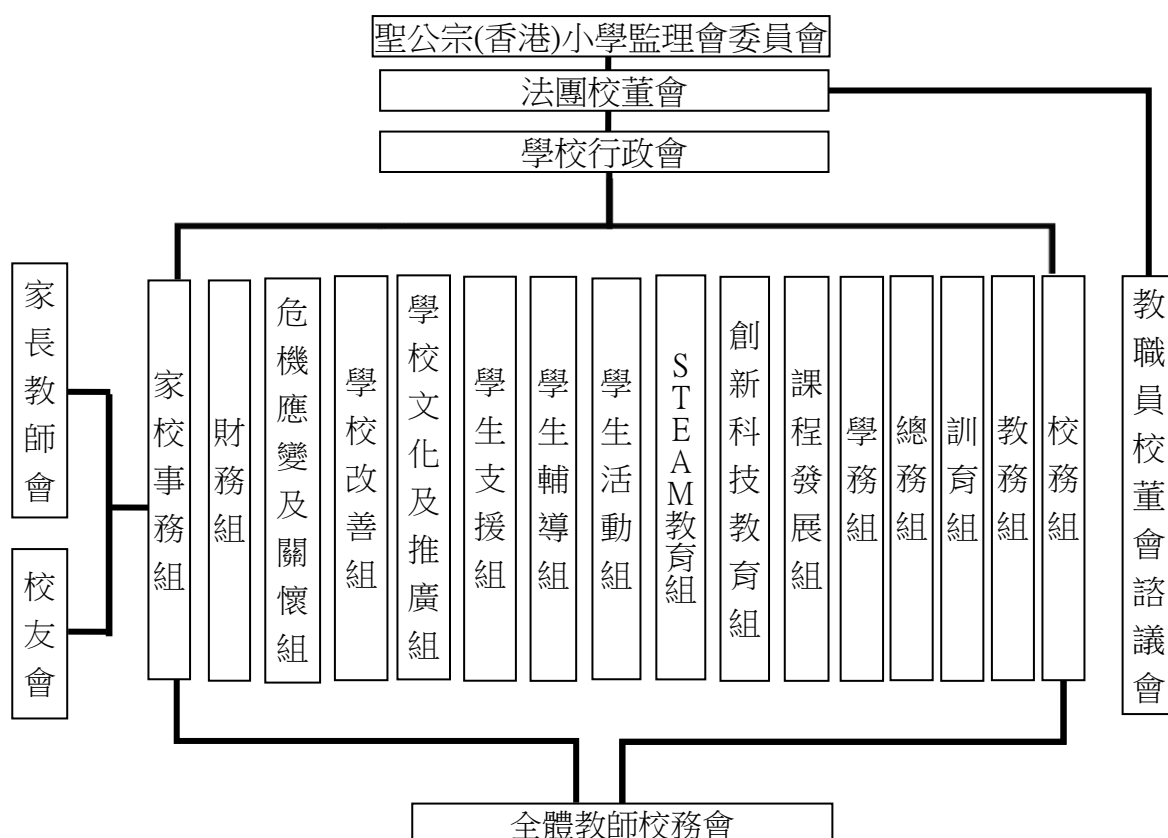 聖公宗(香港)小學監理會委員會
法團校董會
學校行政會
家長教師會
校友會
家校事務組
財務組
危機應變及關懷組
學校改善組
學校文化及推廣組
學生支援組
學生輔導組
學生活動組
STEAM教育組
創新科技教育組
課程發展組
學務組
總務組
訓育組
教務組
校務組
教職員校董會諮議會
全體教師校務會